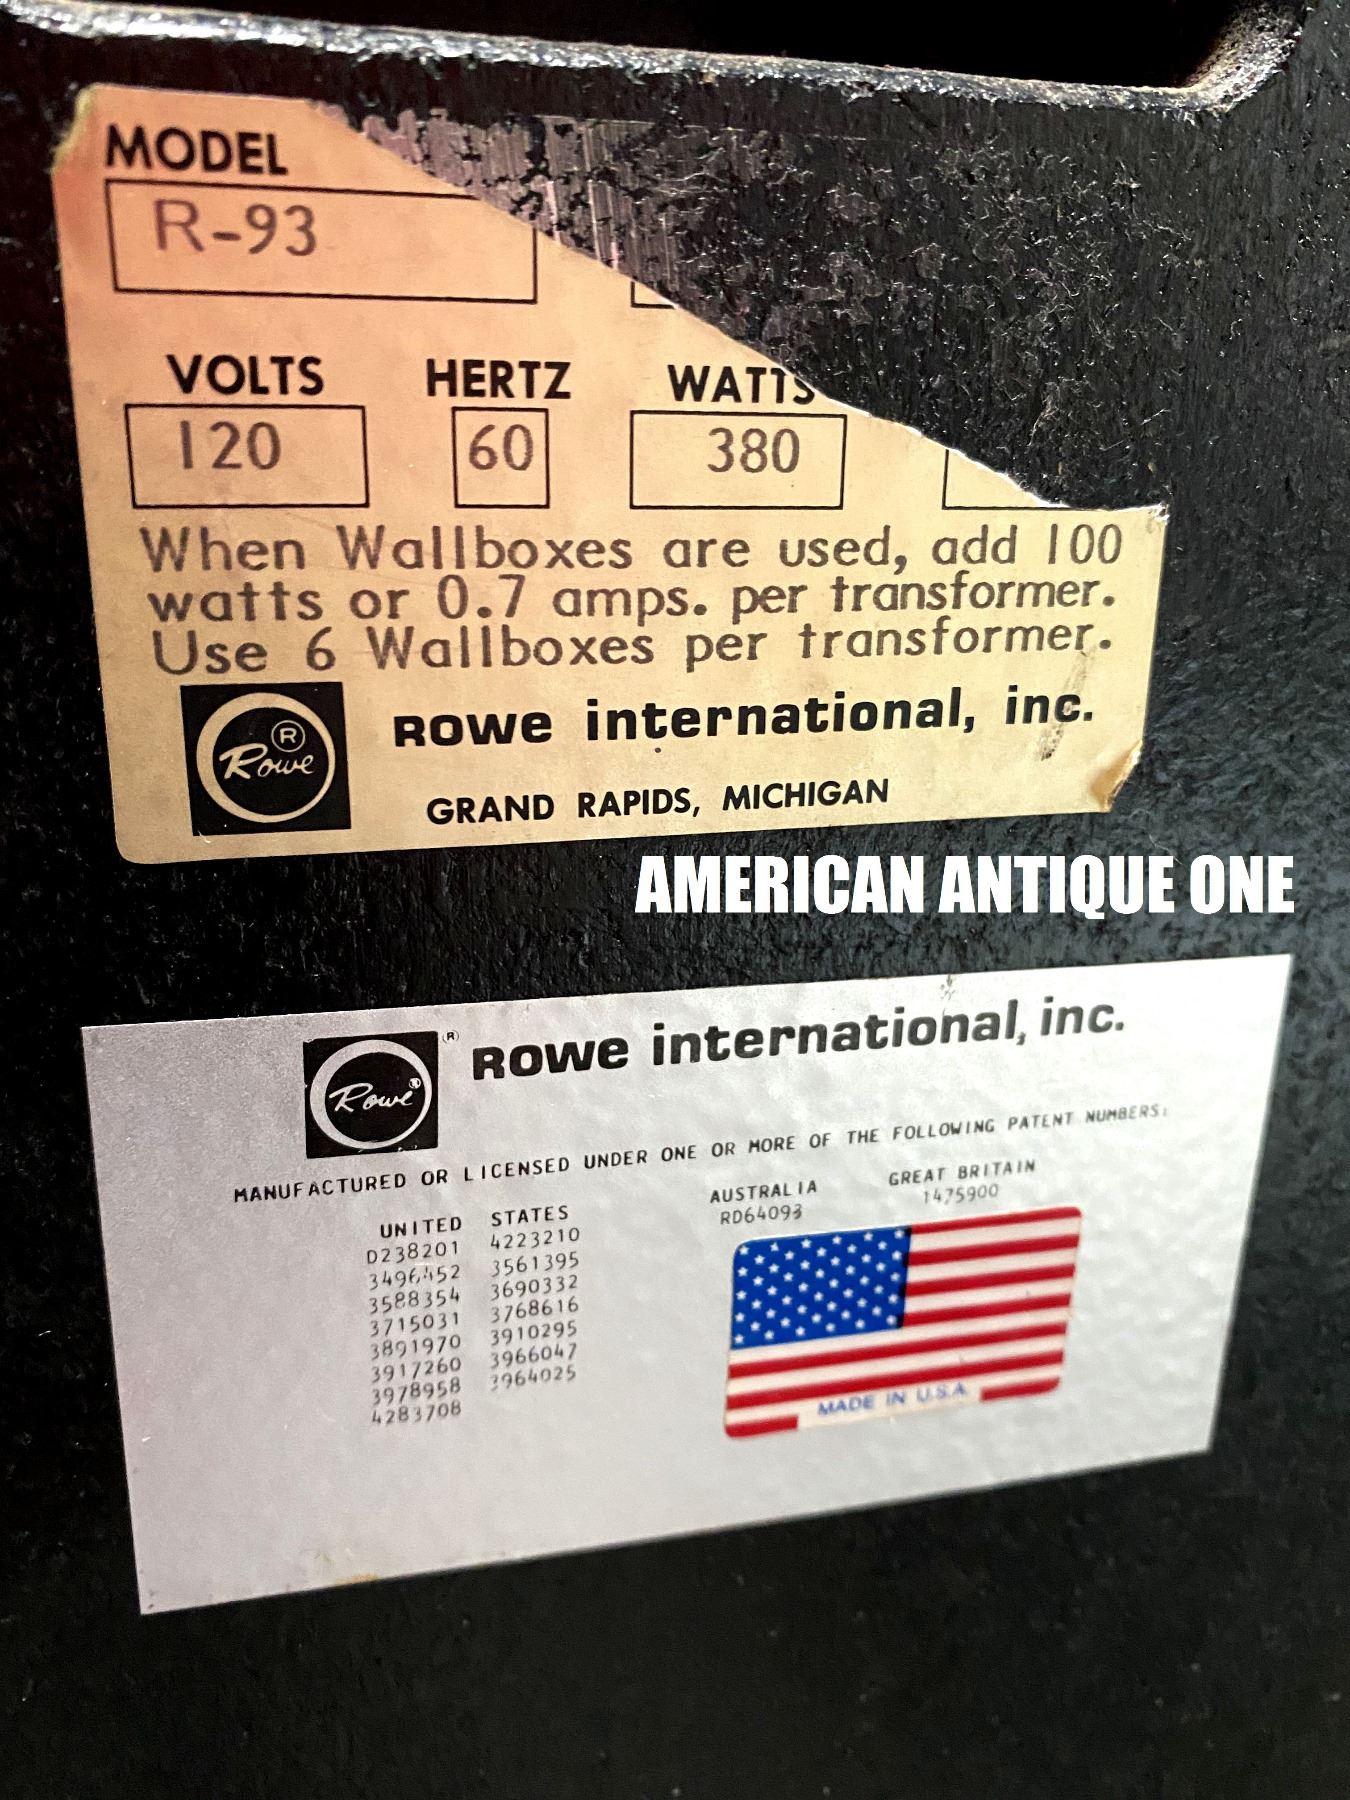 MODEL
R-93
VOLTS HERTZ WATTS
120 60 380
When Wallboxes are used, add 100
watts or 0.7 amps. per transformer.
Use 6 Wallboxes per transformer.
Rowe ®
ROWE international, inc.
GRAND RAPIDS, MICHIGAN
AMERICAN ANTIQUE ONE
Rowe ® ®
ROWE international, inc.
MANUFACTURED OR LICENSED UNDER ONE OR MORE OF THE FOLLOWING PATENT NUMBERS:
UNITED STATES
D238201 4223210
3496452 3561395
3588354 3690332
3715031 3768616
3891970 3910295
3917260 3966047
3978958 3964025
4283708
AUSTRALIA
RD64093
GREAT BRITAIN
1475900
MADE IN U.S.A.